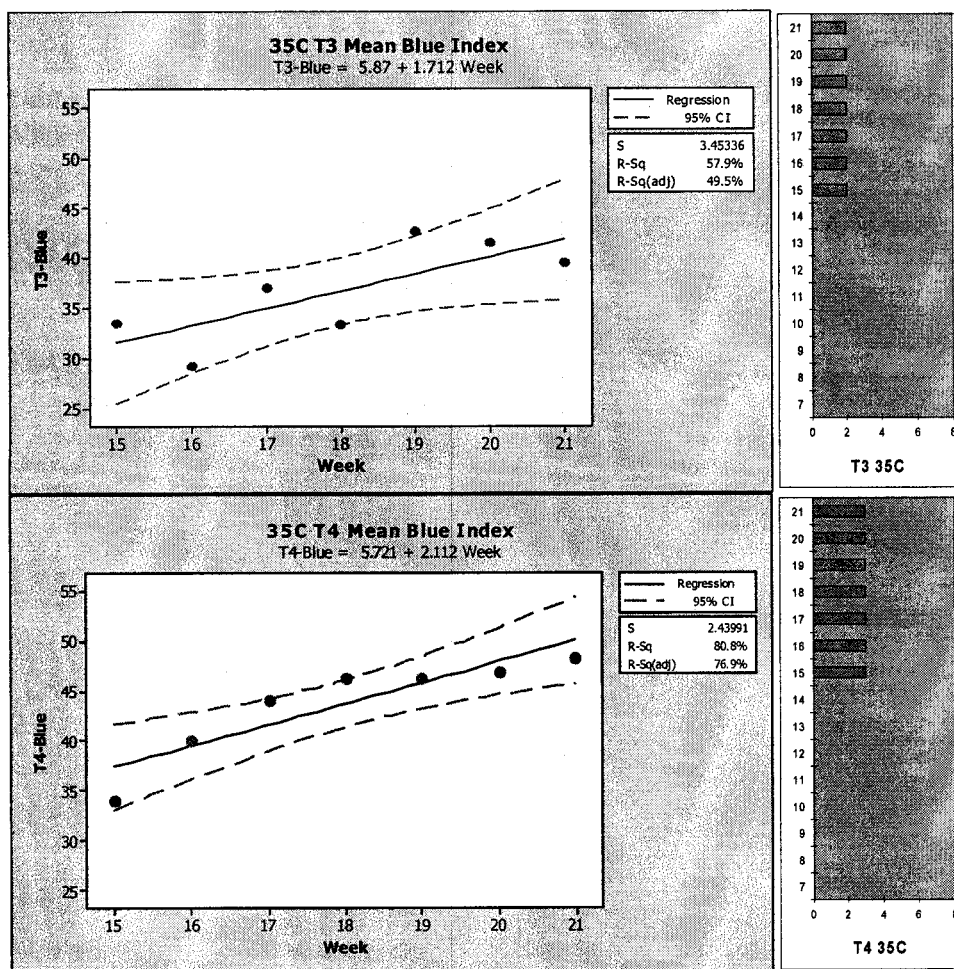 35C T3 Mean Blue Index
T3-Blue = 5.87 + 1.712 Week
55
50
45
40
35
30
25
T3-Blue
15 16 17 18 19 20 21
Week
Regression
95% CI
S 3.45336
R-Sq 57.9%
R-Sq(adj) 49.5%
21
20
19
18
17
16
15
14
13
12
11
10
9
8
7
0 2 4 6 8
T3 35C
35C T4 Mean Blue Index
T4-Blue = 5.721 + 2.112 Week
55
50
45
40
35
30
25
T4-Blue
15 16 17 18 19 20 21
Week
Regression
95% CI
S 2.43991
R-Sq 80.8%
R-Sq(adj) 76.9%
21
20
19
18
17
16
15
14
13
12
11
10
9
8
7
0 2 4 6 8
T4 35C